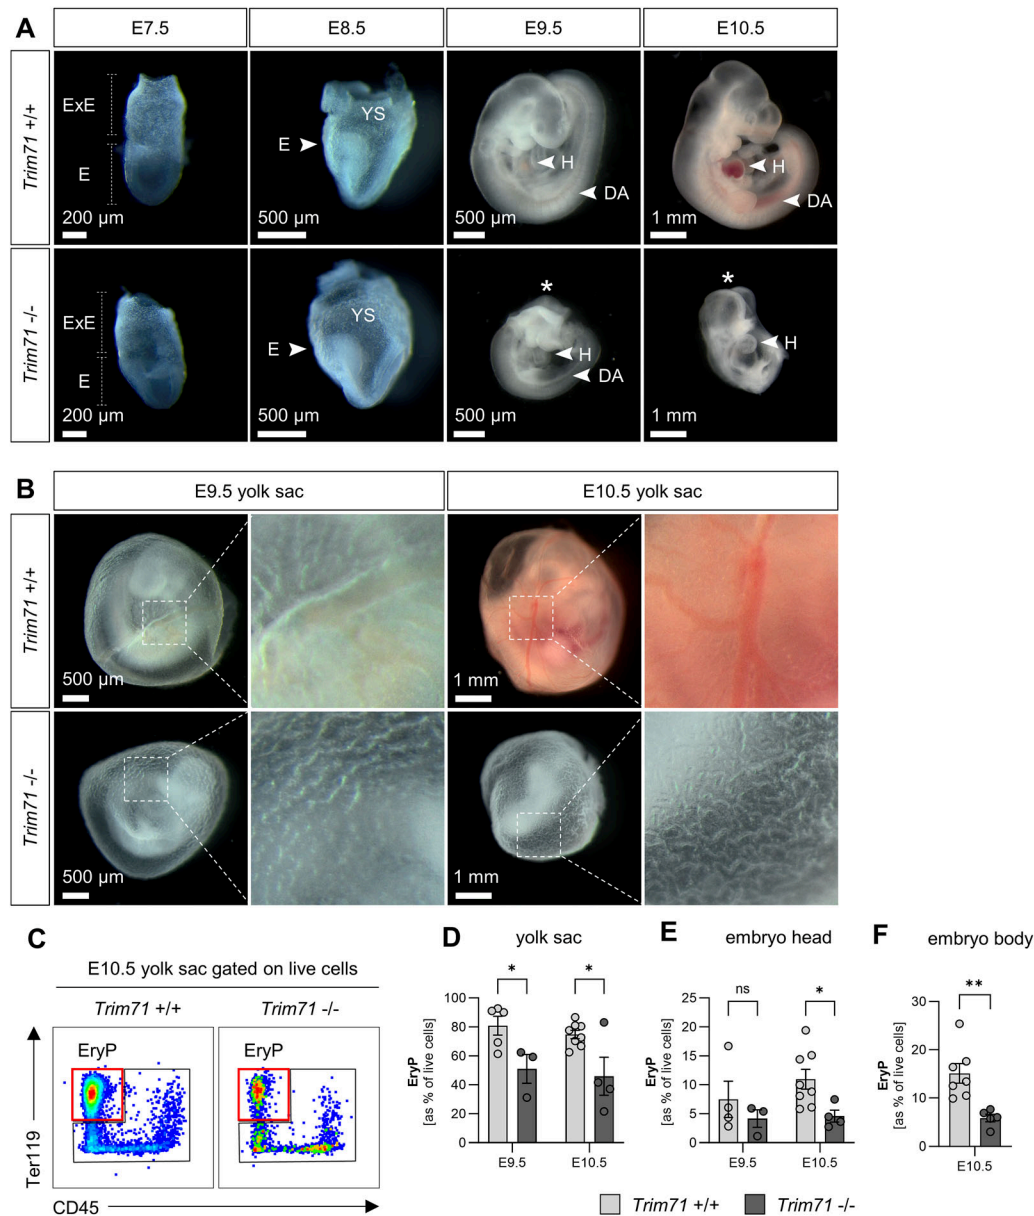 A
E7.5 E8.5 E9.5 E10.5
Trim71 +/+
ExE
E
200 µm
YS
E
500 µm
H
DA
500 µm
H
DA
1 mm
Trim71 -/-
ExE
E
200 µm
YS
E
500 µm
*
H
DA
500 µm
*
H
1 mm
B
E9.5 yolk sac E10.5 yolk sac
Trim71 +/+
500 µm
1 mm
Trim71 -/-
500 µm
1 mm
C
E10.5 yolk sac gated on live cells
Trim71 +/+ Trim71 -/-
EryP EryP
Ter119
CD45
D
yolk sac
* *
EryP
[as % of live cells]
100
80
60
40
20
0
E9.5 E10.5
E
embryo head
ns *
EryP
[as % of live cells]
25
20
15
10
5
0
E9.5 E10.5
F
embryo body
**
EryP
[as % of live cells]
30
20
10
0
E10.5
Trim71 +/+ Trim71 -/-